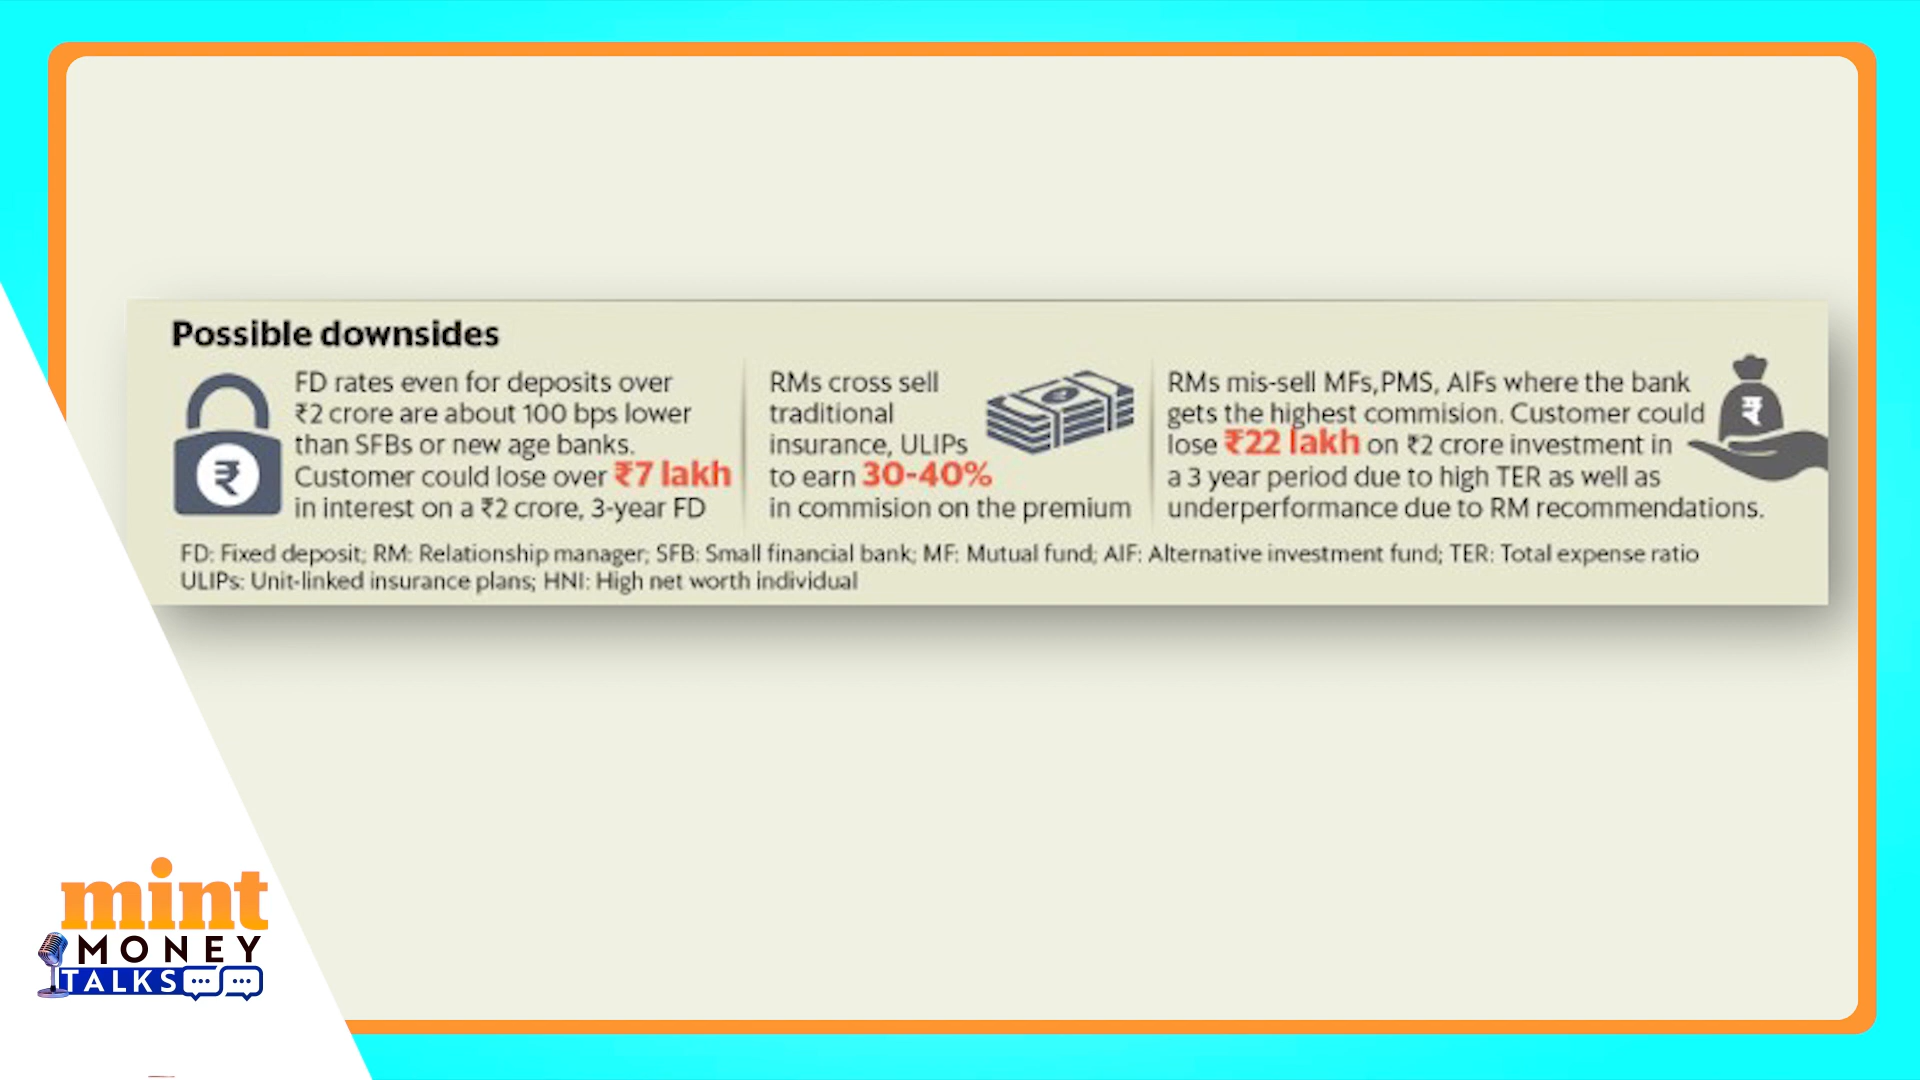 Possible downsides
FD rates even for deposits over
₹2 crore are about 100 bps lower
than SFBs or new age banks.
Customer could lose over ₹7 lakh
in interest on a ₹2 crore, 3-year FD
RMs cross sell
traditional
insurance, ULIPs
to earn 30-40%
in commision on the premium
RMs mis-sell MFs,PMS, AIFs where the bank
gets the highest commision. Customer could
lose ₹22 lakh on ₹2 crore investment in
a 3 year period due to high TER as well as
underperformance due to RM recommendations.
FD: Fixed deposit; RM: Relationship manager; SFB: Small financial bank; MF: Mutual fund; AIF: Alternative investment fund; TER: Total expense ratio
ULIPs: Unit-linked insurance plans; HNI: High net worth individual
mint
MONEY
TALKS